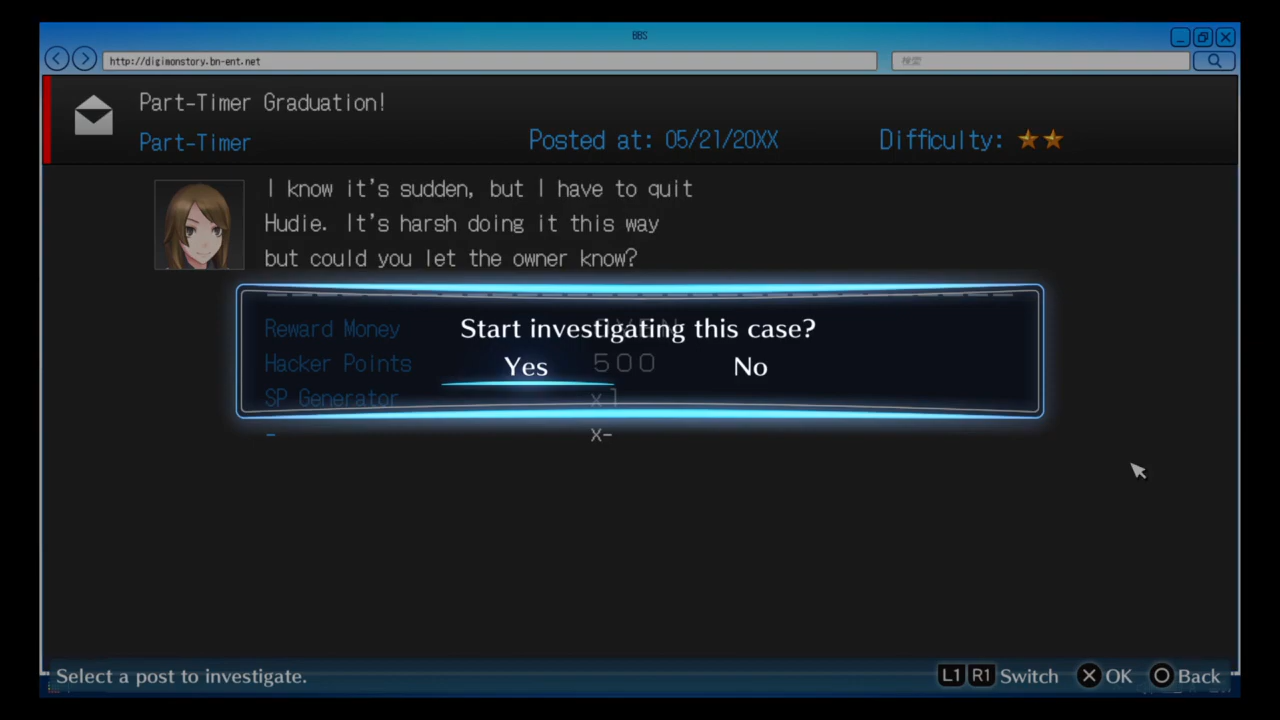 BBS
http://digimonstory.bn-ent.net
検索
Part-Timer Graduation!
Part-Timer
Posted at: 05/21/20XX
Difficulty:
I know it's sudden, but I have to quit
Hudie. It's harsh doing it this way
but could you let the owner know?
Reward Money
Start investigating this case?
Hacker Points
500
Yes
No
SP Generator
x1
-
x-
Select a post to investigate.
L1 R1 Switch
X OK
O Back